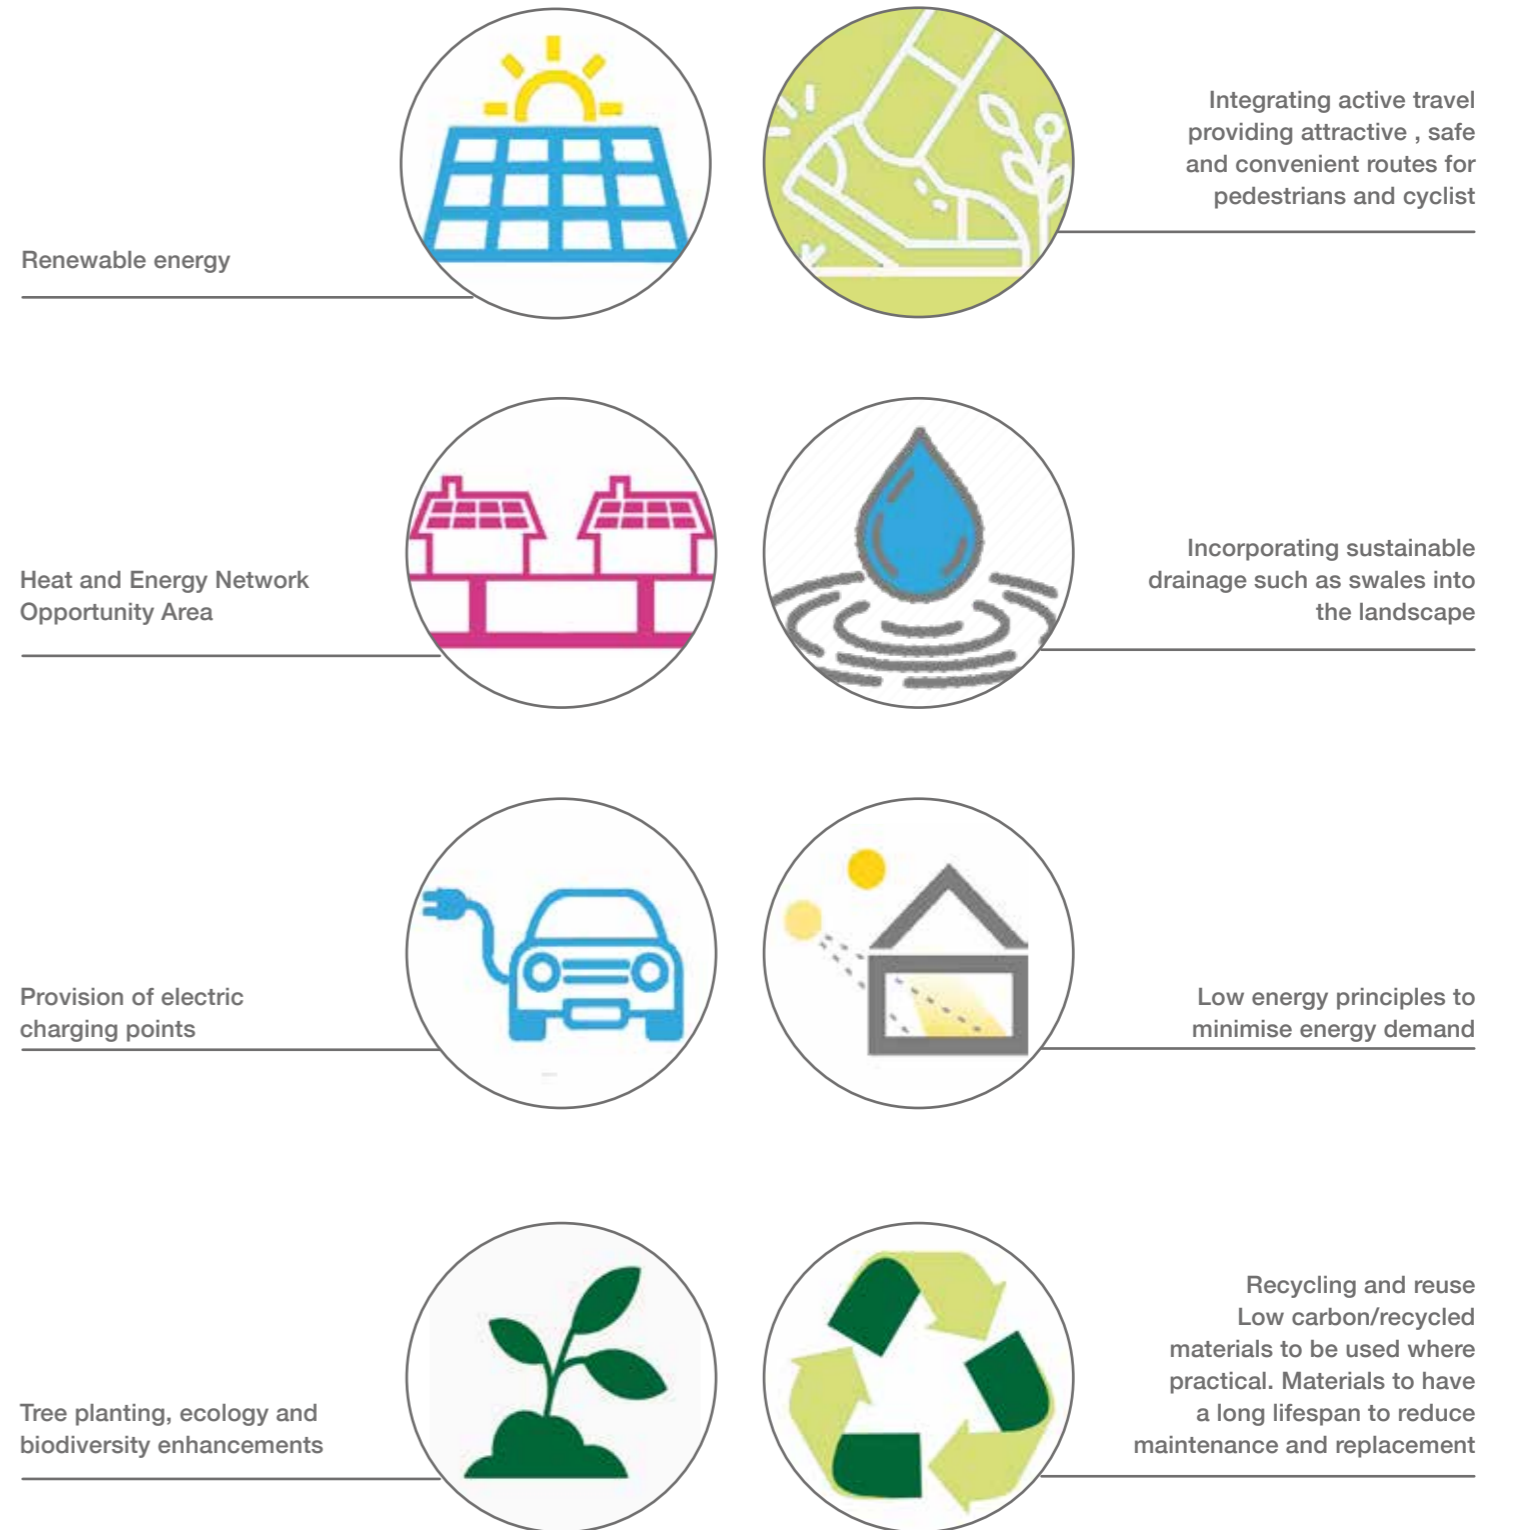 Renewable energy
Integrating active travel
providing attractive , safe
and convenient routes for
pedestrians and cyclist
Heat and Energy Network
Opportunity Area
Incorporating sustainable
drainage such as swales into
the landscape
Provision of electric
charging points
Low energy principles to
minimise energy demand
Tree planting, ecology and
biodiversity enhancements
Recycling and reuse
Low carbon/recycled
materials to be used where
practical. Materials to have
a long lifespan to reduce
maintenance and replacement